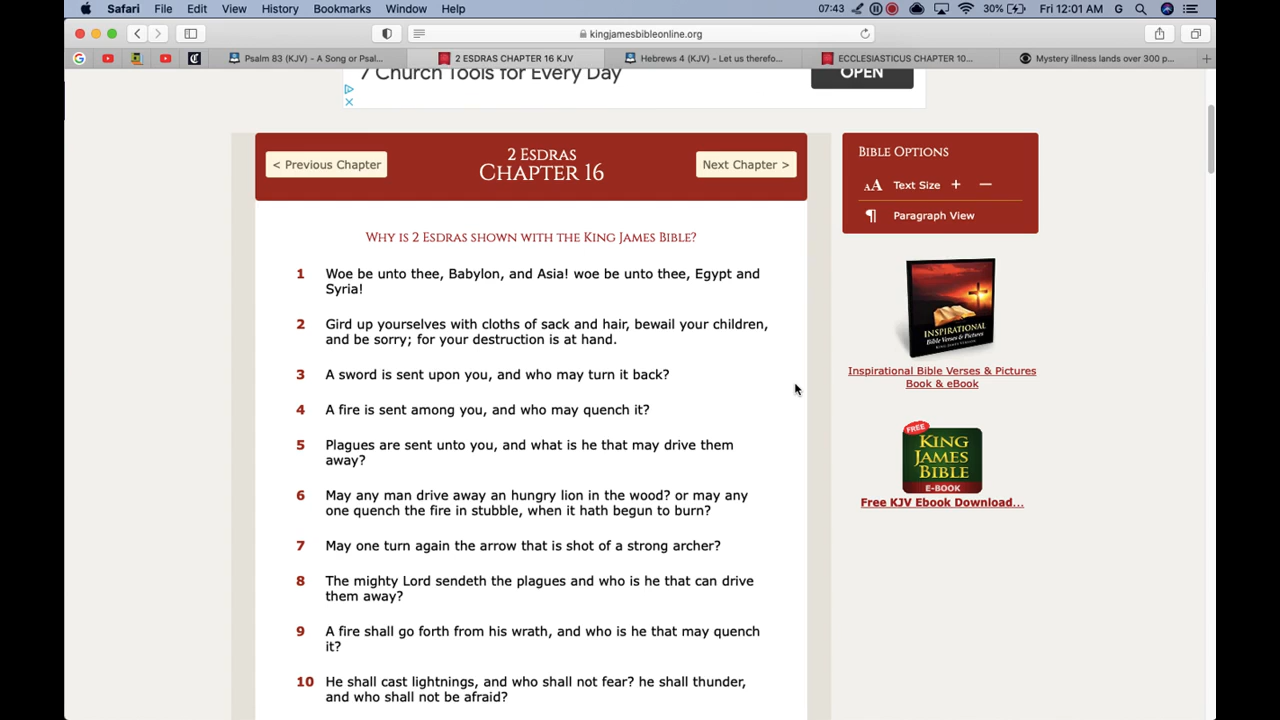 Safari File Edit View History Bookmarks Window Help 07:43 30% Fri 12:01 AM G
kingjamesbibleonline.org
Psalm 83 (KJV) - A Song or Psal... 2 ESDRAS CHAPTER 16 KJV Hebrews 4 (KJV) - Let us therefo... ECCLESIASTICUS CHAPTER 10... Mystery illness lands over 300 p...
7 Church Tools for Every Day OPEN
< Previous Chapter
2 ESDRAS
CHAPTER 16
Next Chapter >
WHY IS 2 ESDRAS SHOWN WITH THE KING JAMES BIBLE?
1 Woe be unto thee, Babylon, and Asia! woe be unto thee, Egypt and
Syria!
2 Gird up yourselves with cloths of sack and hair, bewail your children,
and be sorry; for your destruction is at hand.
3 A sword is sent upon you, and who may turn it back?
4 A fire is sent among you, and who may quench it?
5 Plagues are sent unto you, and what is he that may drive them
away?
6 May any man drive away an hungry lion in the wood? or may any
one quench the fire in stubble, when it hath begun to burn?
7 May one turn again the arrow that is shot of a strong archer?
8 The mighty Lord sendeth the plagues and who is he that can drive
them away?
9 A fire shall go forth from his wrath, and who is he that may quench
it?
10 He shall cast lightnings, and who shall not fear? he shall thunder,
and who shall not be afraid?
BIBLE OPTIONS
AA Text Size + —
¶ Paragraph View
INSPIRATIONAL
Bible Verses & Pictures
KING JAMES VERSION
Inspirational Bible Verses & Pictures
Book & eBook
FREE
KING
JAMES
BIBLE
E-BOOK
Free KJV Ebook Download...